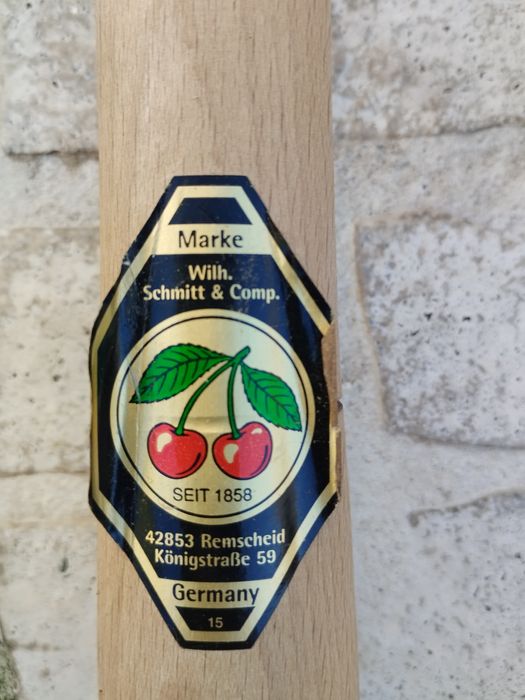 Marke
Wilh.
Schmitt & Comp.
SEIT 1858
42853 Remscheid
Königstraße 59
Germany
15